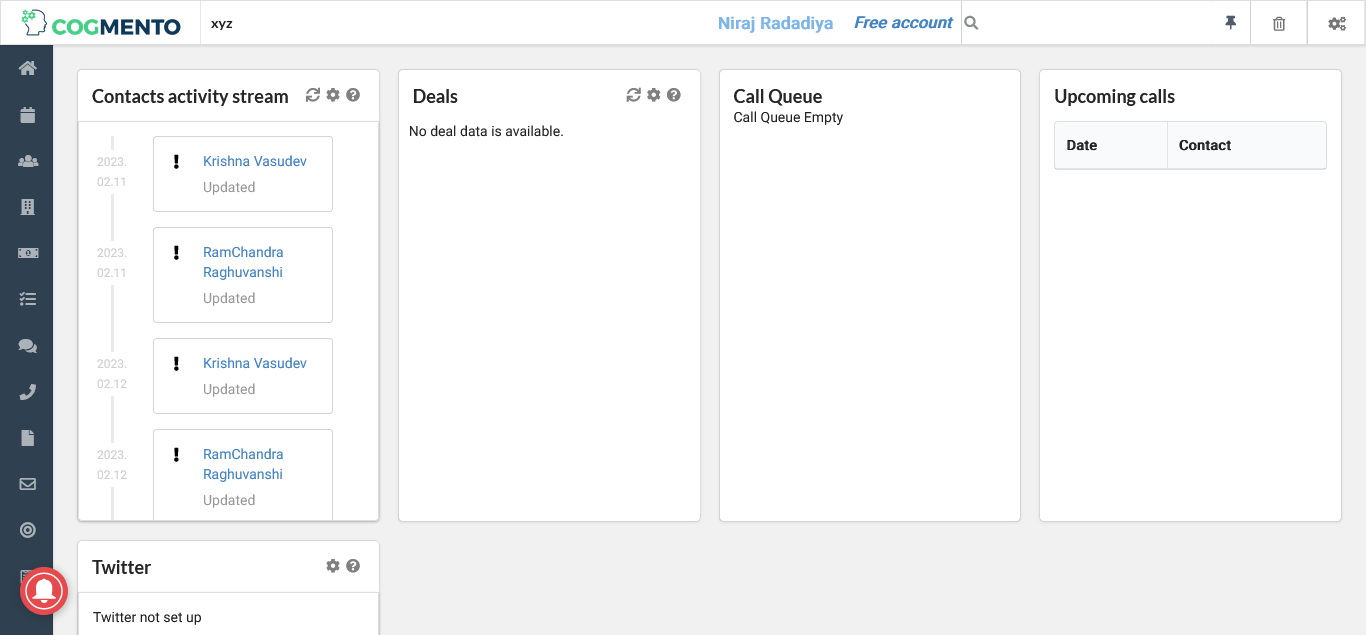 COGMENTO
xyz
Niraj Radadiya
Free account
Contacts activity stream
2023.
02.11
Krishna Vasudev
Updated
2023.
02.11
RamChandra
Raghuvanshi
Updated
2023.
02.12
Krishna Vasudev
Updated
2023.
02.12
RamChandra
Raghuvanshi
Updated
Deals
No deal data is available.
Call Queue
Call Queue Empty
Upcoming calls
Date Contact
Twitter
Twitter not set up